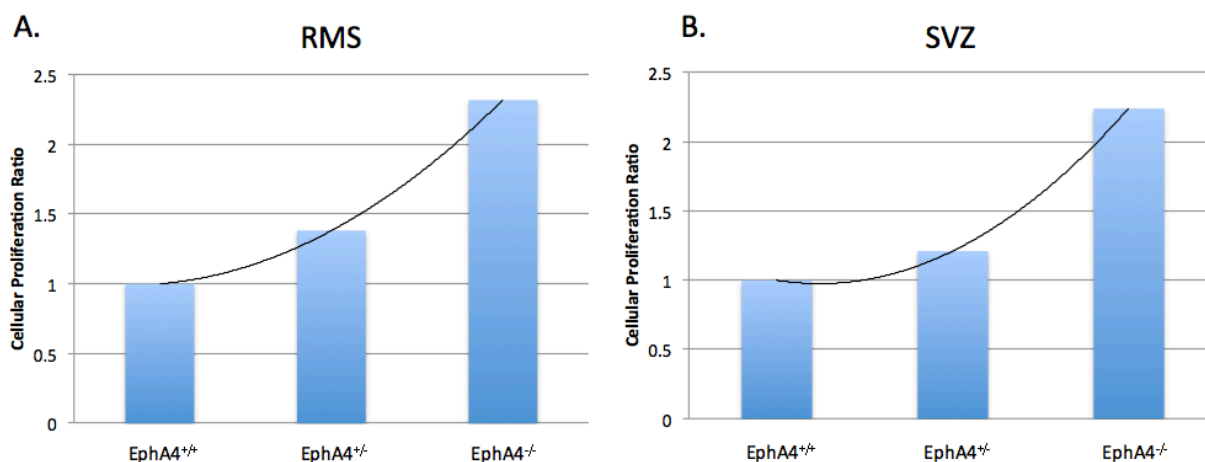 A.
RMS
Cellular Proliferation Ratio
2.5
2
1.5
1
0.5
0
EphA4+/+ EphA4+/- EphA4-/-
B.
SVZ
Cellular Proliferation Ratio
2.5
2
1.5
1
0.5
0
EphA4+/+ EphA4+/- EphA4-/-